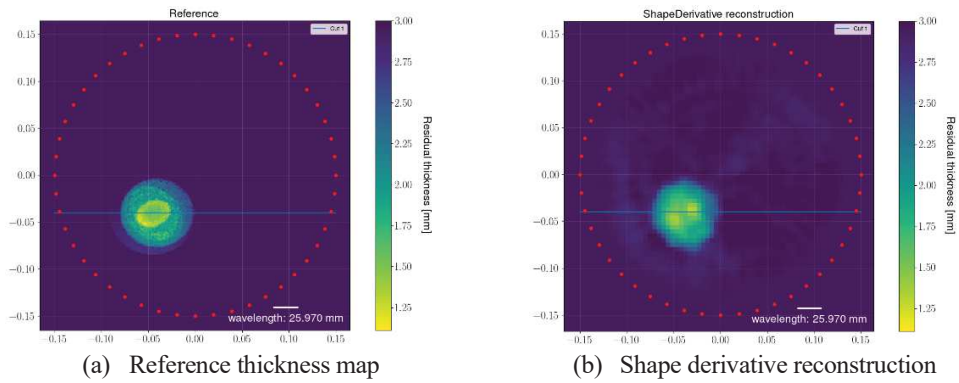 Reference
ShapeDerivative reconstruction
Cut 1
Cut 1
0.15
0.10
0.05
0.00
−0.05
−0.10
−0.15
−0.15 −0.10 −0.05 0.00 0.05 0.10 0.15
wavelength: 25.970 mm
3.00
2.75
2.50
2.25
2.00
1.75
1.50
1.25
Residual thickness [mm]
0.15
0.10
0.05
0.00
−0.05
−0.10
−0.15
−0.15 −0.10 −0.05 0.00 0.05 0.10 0.15
wavelength: 25.970 mm
3.00
2.75
2.50
2.25
2.00
1.75
1.50
1.25
Residual thickness [mm]
(a) Reference thickness map
(b) Shape derivative reconstruction